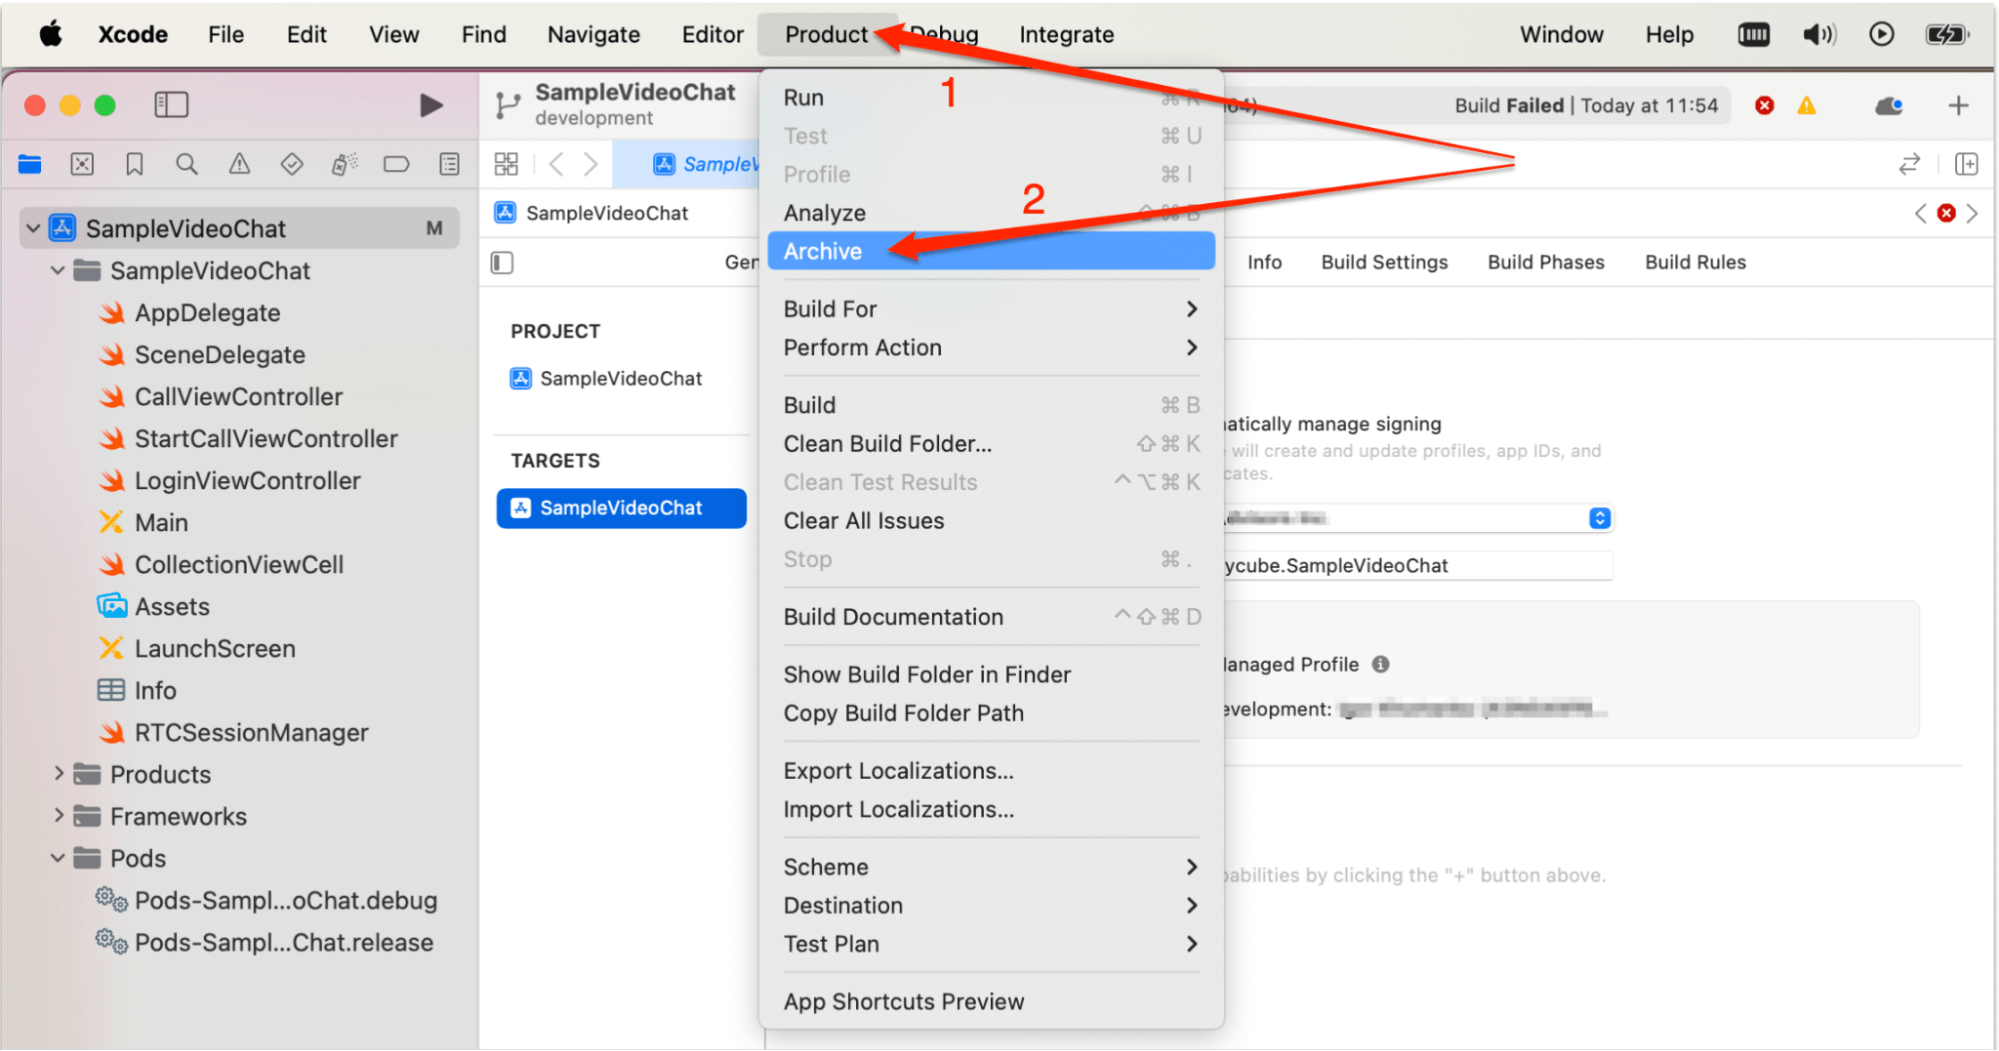 Xcode File Edit View Find Navigate Editor Product Debug Integrate Window Help
1
2
SampleVideoChat
development
64)
Build Failed | Today at 11:54
SampleV
SampleVideoChat
Gen
Info Build Settings Build Phases Build Rules
SampleVideoChat M
SampleVideoChat
AppDelegate
SceneDelegate
CallViewController
StartCallViewController
LoginViewController
Main
CollectionViewCell
Assets
LaunchScreen
Info
RTCSessionManager
Products
Frameworks
Pods
Pods-Sampl...oChat.debug
Pods-Sampl...Chat.release
PROJECT
SampleVideoChat
TARGETS
SampleVideoChat
Run ⌘ R
Test ⌘ U
Profile ⌘ I
Analyze ⇧ ⌘ B
Archive
Build For
Perform Action
Build ⌘ B
Clean Build Folder... ⇧ ⌘ K
Clean Test Results ^ ⌥ ⌘ K
Clear All Issues
Stop ⌘ .
Build Documentation ^ ⇧ ⌘ D
Show Build Folder in Finder
Copy Build Folder Path
Export Localizations...
Import Localizations...
Scheme
Destination
Test Plan
App Shortcuts Preview
atically manage signing
will create and update profiles, app IDs, and
cates.
ycube.SampleVideoChat
anaged Profile
evelopment:
abilities by clicking the "+" button above.